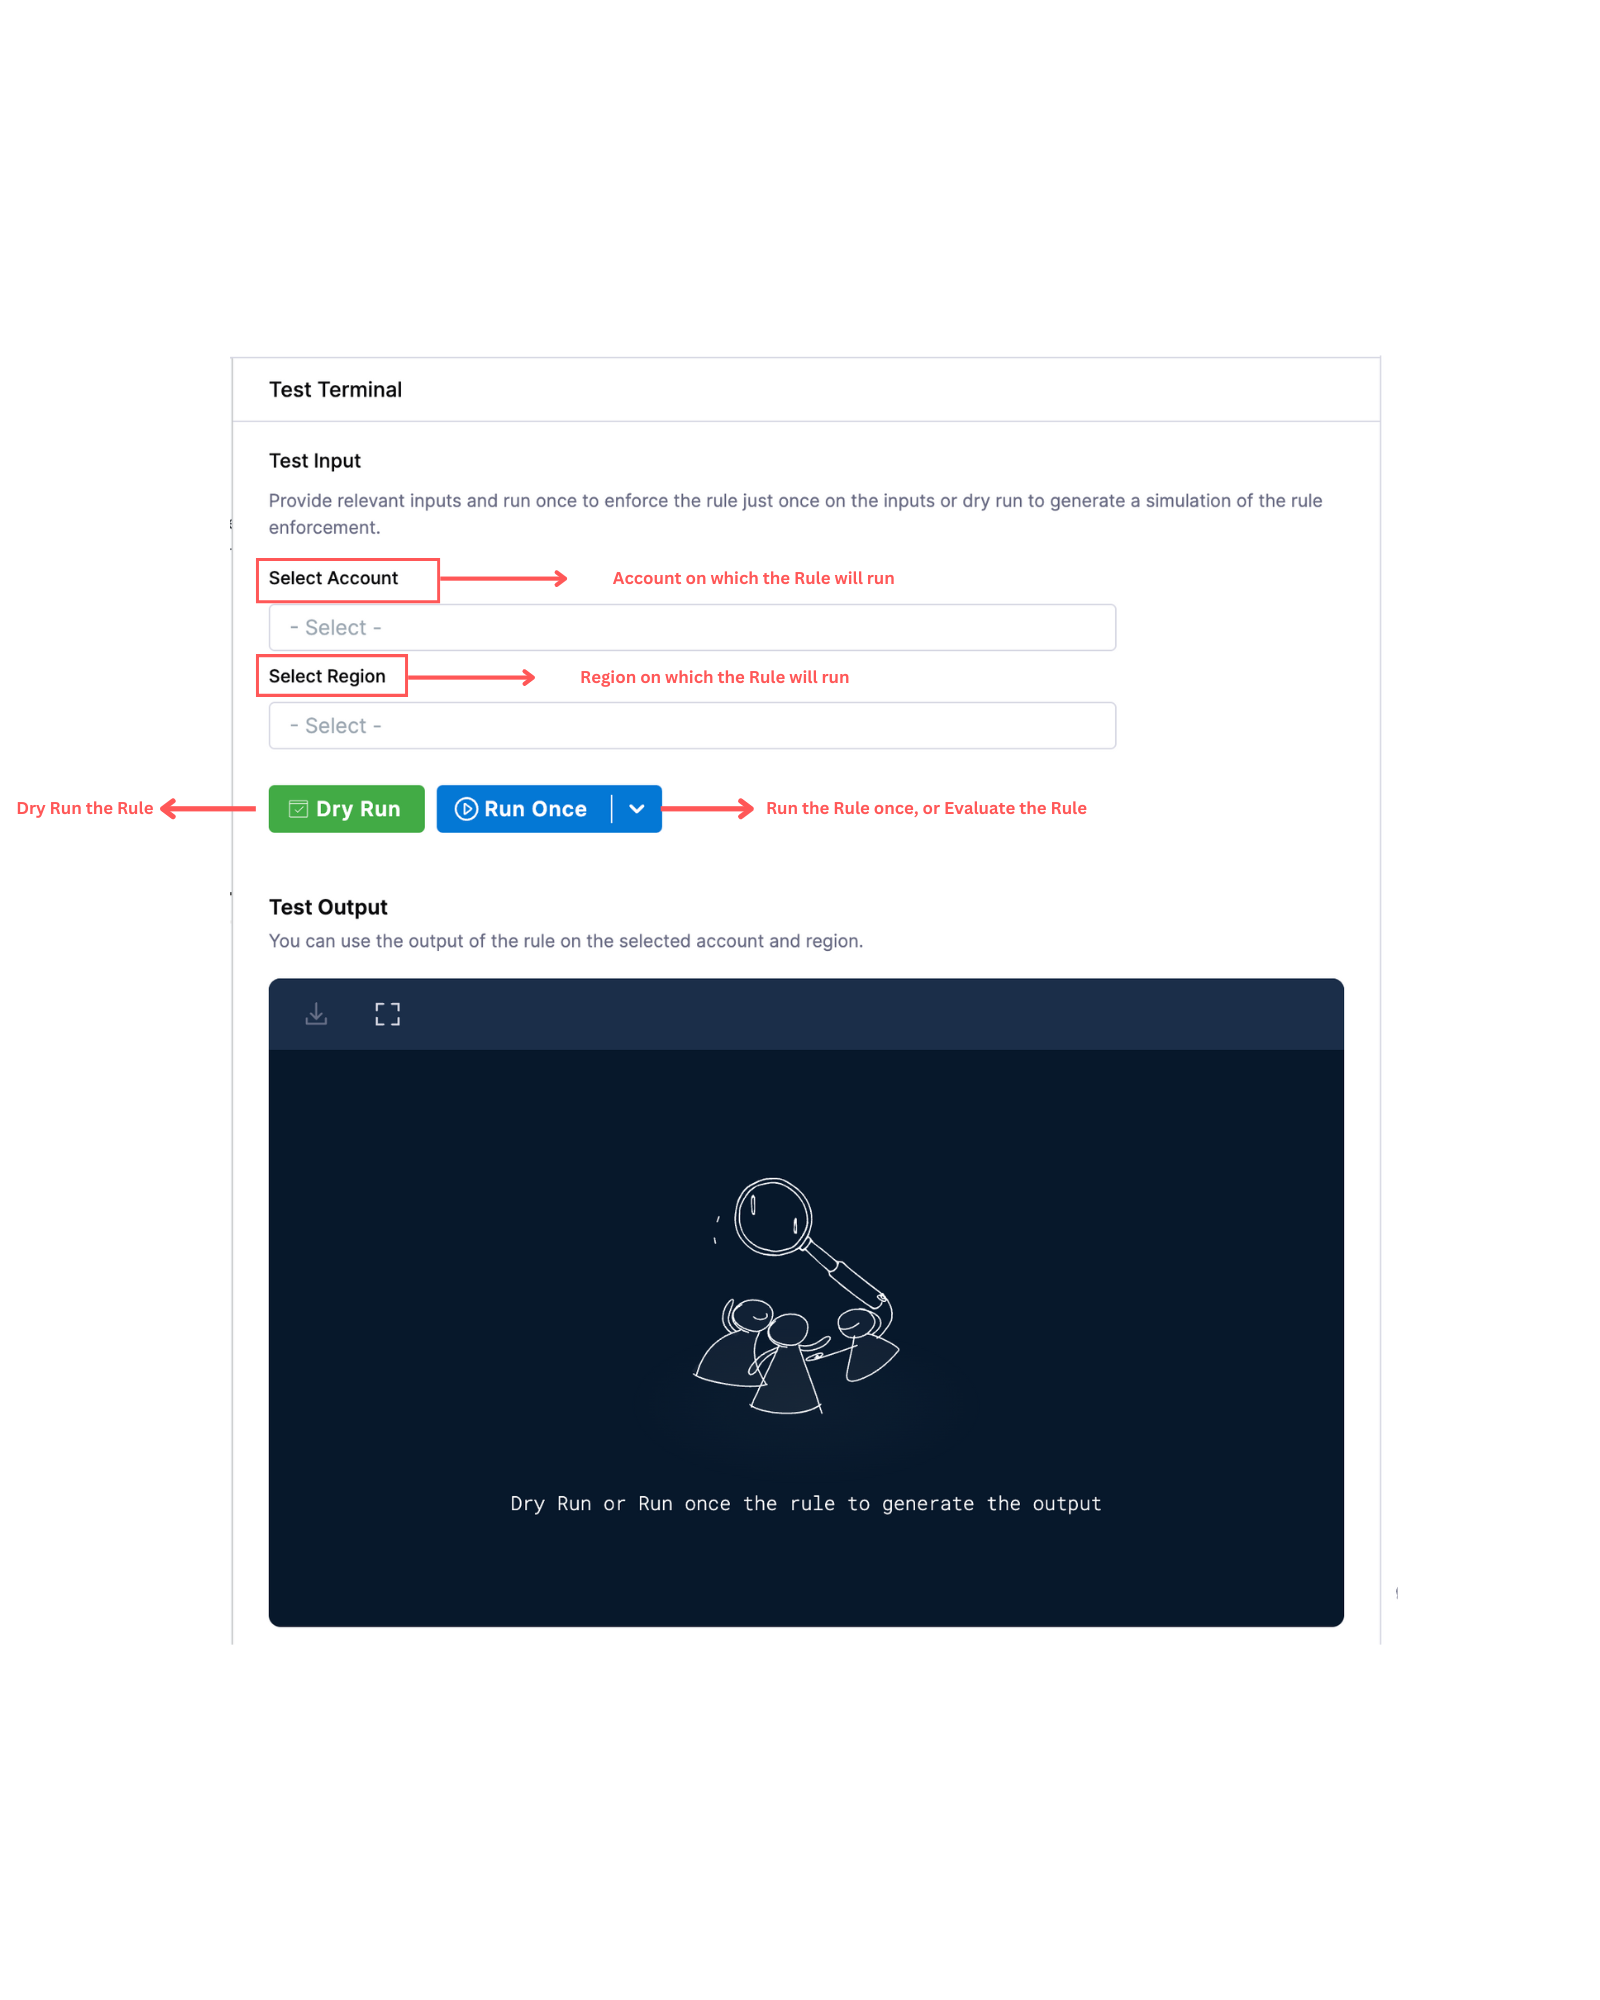 Test Terminal
Test Input
Provide relevant inputs and run once to enforce the rule just once on the inputs or dry run to generate a simulation of the rule
enforcement.
Select Account
Account on which the Rule will run
- Select -
Select Region
Region on which the Rule will run
- Select -
Dry Run the Rule
Dry Run
Run Once
Run the Rule once, or Evaluate the Rule
Test Output
You can use the output of the rule on the selected account and region.
Dry Run or Run once the rule to generate the output